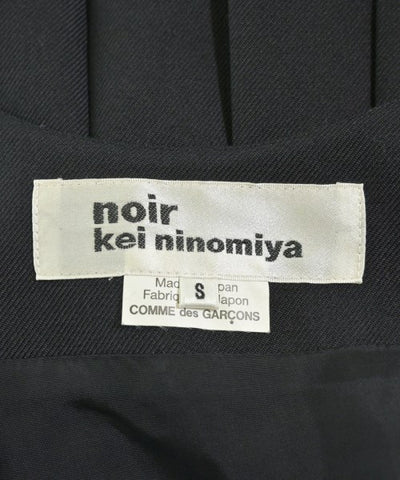 noir
kei ninomiya
S
Mad pan
Fabriq Japon
COMME des GARÇONS